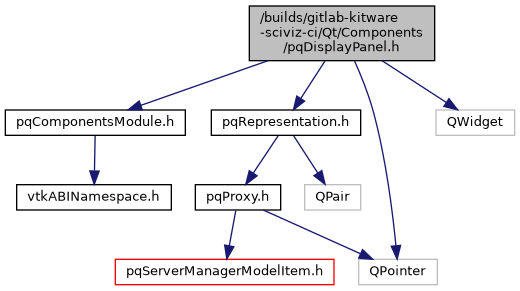 /builds/gitlab-kitware
-sciviz-ci/Qt/Components
/pqDisplayPanel.h
pqComponentsModule.h
pqRepresentation.h
QWidget
vtkABINamespace.h
pqProxy.h
QPair
pqServerManagerModelItem.h
QPointer